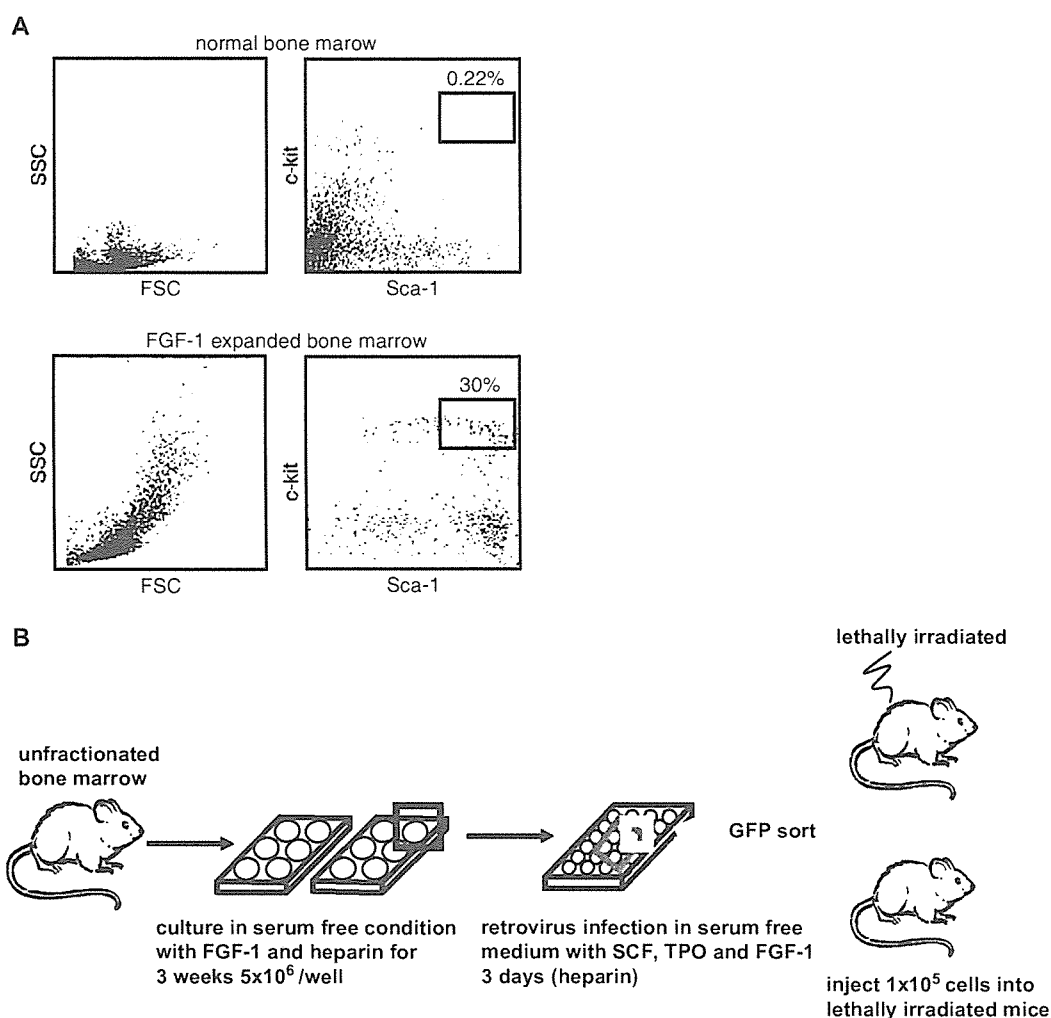 A
normal bone marow
0.22%
SSC
c-kit
FSC
Sca-1
FGF-1 expanded bone marrow
30%
SSC
c-kit
FSC
Sca-1
B
lethally irradiated
unfractionated
bone marrow
GFP sort
culture in serum free condition
with FGF-1 and heparin for
3 weeks 5x10⁶/well
retrovirus infection in serum free
medium with SCF, TPO and FGF-1
3 days (heparin)
inject 1x10⁵ cells into
lethally irradiated mice